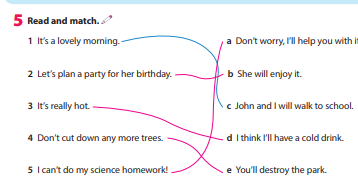 5 Read and match.
1 It's a lovely morning.
2 Let's plan a party for her birthday.
3 It's really hot.
4 Don't cut down any more trees.
5 I can't do my science homework!
a Don't worry, I'll help you with
b She will enjoy it.
c John and I will walk to school.
d I think I'll have a cold drink.
e You'll destroy the park.